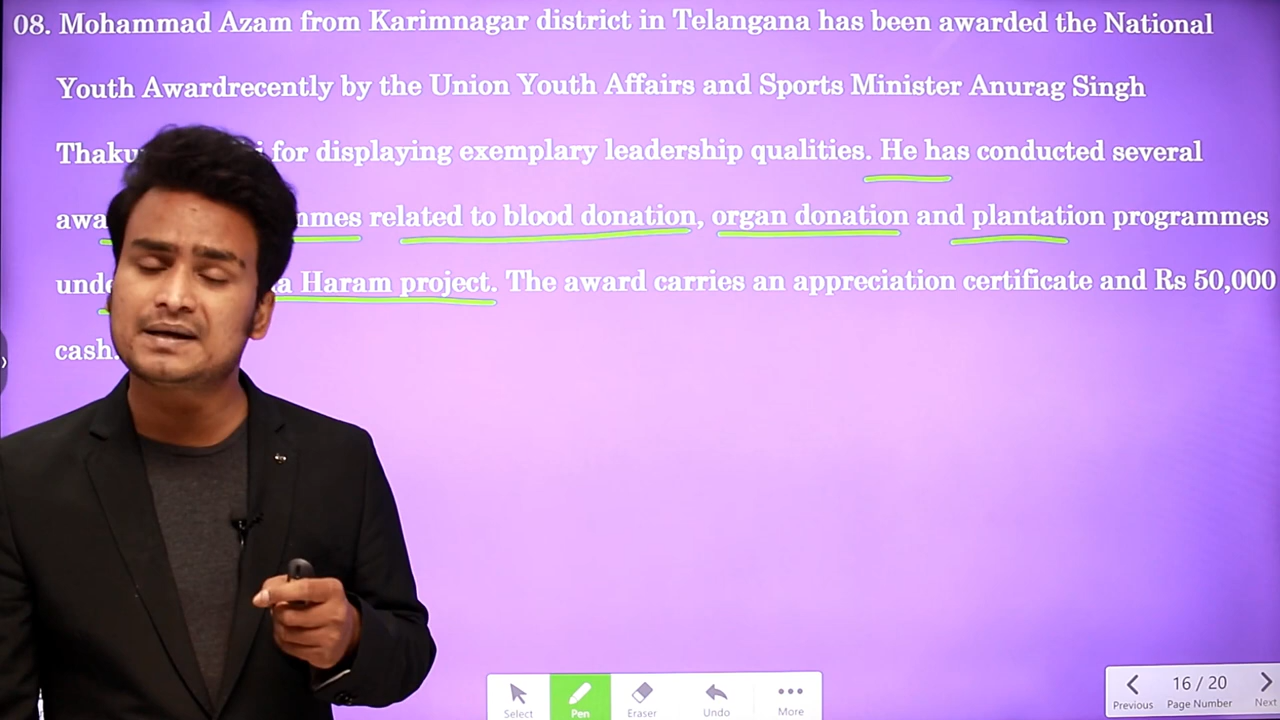 08. Mohammad Azam from Karimnagar district in Telangana has been awarded the National
Youth Awardrecently by the Union Youth Affairs and Sports Minister Anurag Singh
for displaying exemplary leadership qualities. He has conducted several
related to blood donation, organ donation and plantation programmes
Haram project. The award carries an appreciation certificate and Rs 50,000
cash.
Select Pen Eraser Undo More
Previous 16 / 20 Page Number Next